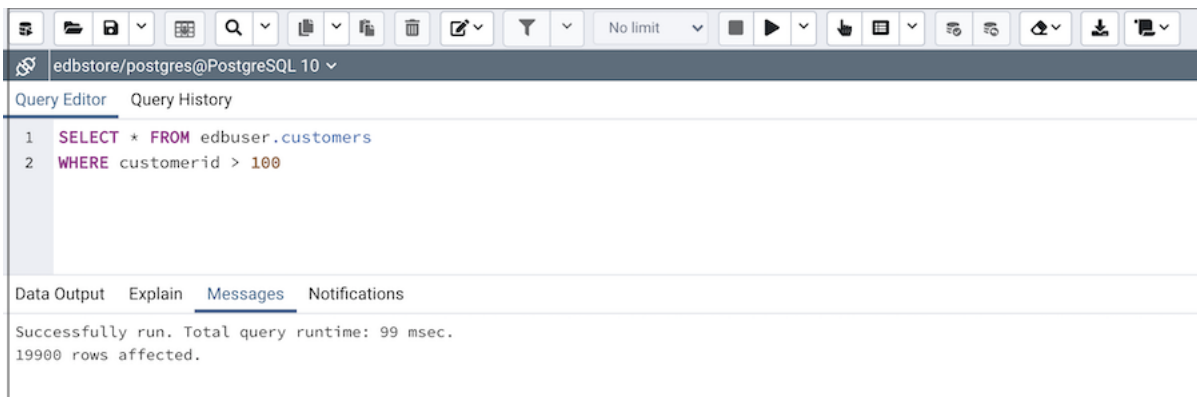 No limit
edbstore/postgres@PostgreSQL 10
Query Editor Query History
1 SELECT * FROM edbuser.customers
2 WHERE customerid > 100
Data Output Explain Messages Notifications
Successfully run. Total query runtime: 99 msec.
19900 rows affected.